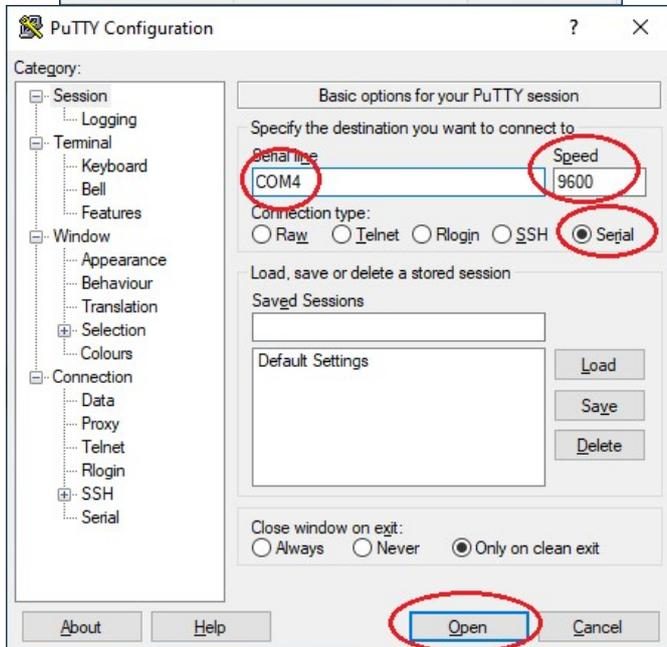 PuTTY Configuration ? ×
Category:
Session
Logging
Terminal
Keyboard
Bell
Features
Window
Appearance
Behaviour
Translation
Selection
Colours
Connection
Data
Proxy
Telnet
Rlogin
SSH
Serial
Basic options for your PuTTY session
Specify the destination you want to connect to
Serial line Speed
COM4 9600
Connection type:
Raw Telnet Rlogin SSH Serial
Load, save or delete a stored session
Saved Sessions
Default Settings
Load
Save
Delete
Close window on exit:
Always Never Only on clean exit
About Help Open Cancel